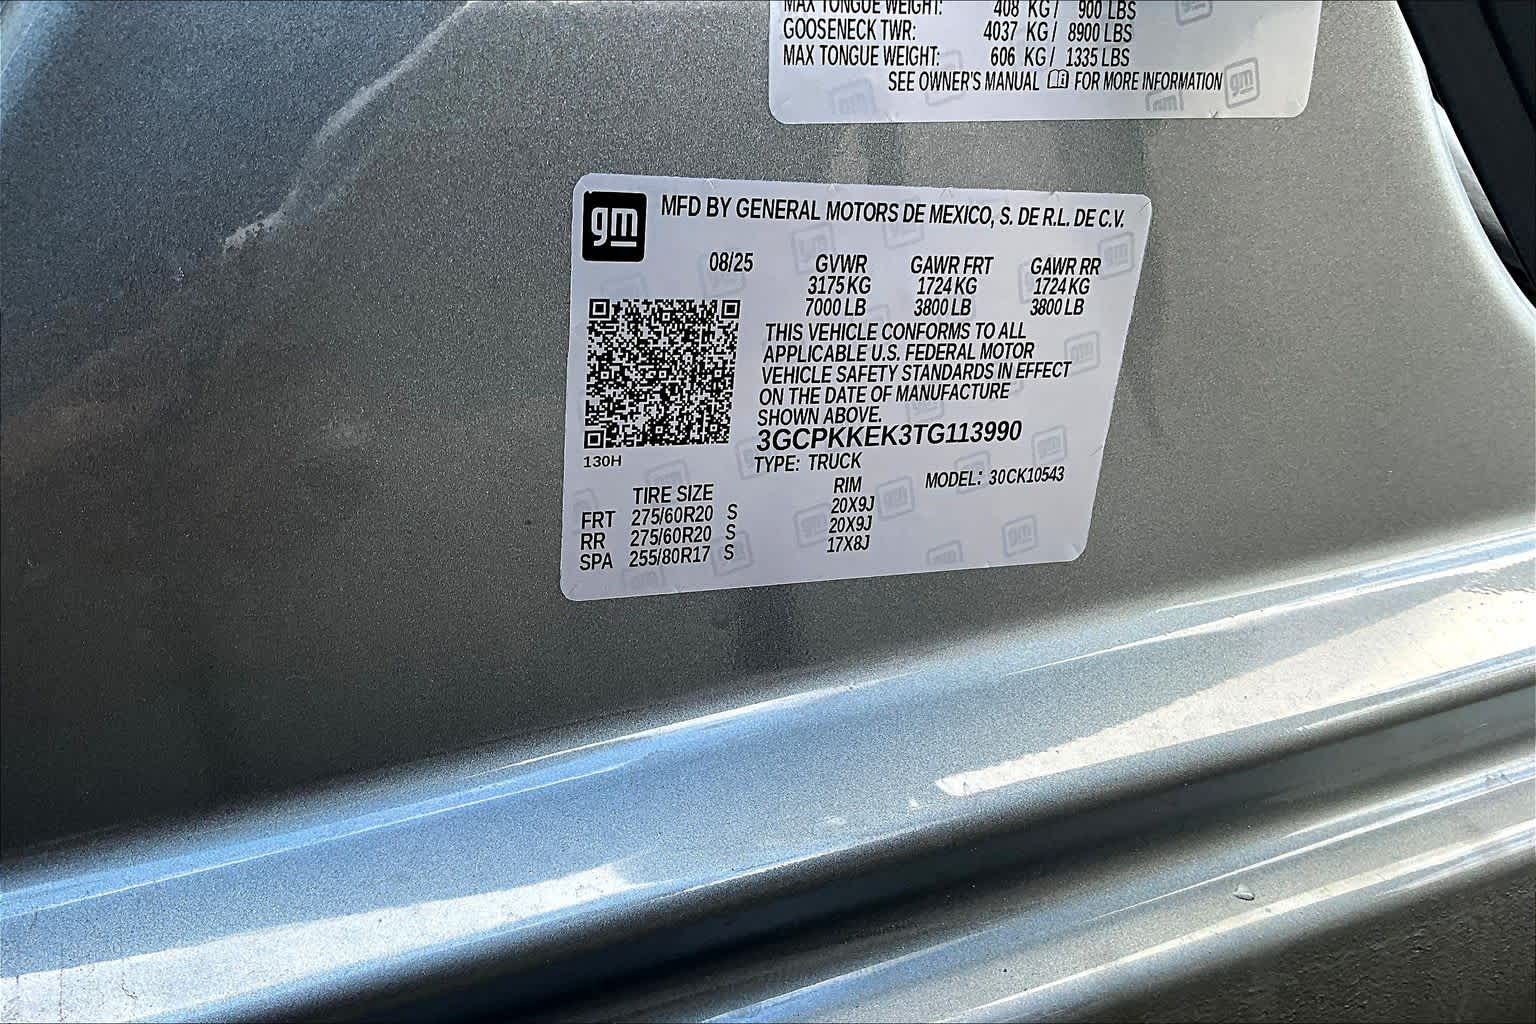 MAX TONGUE WEIGHT: 408 KG / 900 LBS
GOOSENECK TWR: 4037 KG / 8900 LBS
MAX TONGUE WEIGHT: 606 KG / 1335 LBS
SEE OWNER'S MANUAL FOR MORE INFORMATION
gm
MFD BY GENERAL MOTORS DE MEXICO, S. DE R.L. DE C.V.
08/25 GVWR GAWR FRT GAWR RR
3175 KG 1724 KG 1724 KG
7000 LB 3800 LB 3800 LB
THIS VEHICLE CONFORMS TO ALL
APPLICABLE U.S. FEDERAL MOTOR
VEHICLE SAFETY STANDARDS IN EFFECT
ON THE DATE OF MANUFACTURE
SHOWN ABOVE.
3GCPKKEK3TG113990
130H
TYPE: TRUCK
MODEL: 30CK10543
TIRE SIZE RIM
FRT 275/60R20 S 20X9J
RR 275/60R20 S 20X9J
SPA 255/80R17 S 17X8J